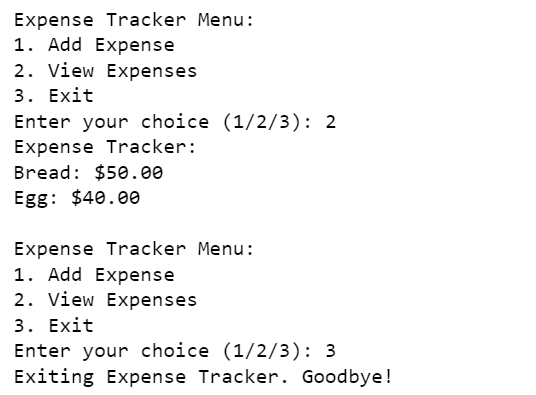 Expense Tracker Menu:
1. Add Expense
2. View Expenses
3. Exit
Enter your choice (1/2/3): 2
Expense Tracker:
Bread: $50.00
Egg: $40.00

Expense Tracker Menu:
1. Add Expense
2. View Expenses
3. Exit
Enter your choice (1/2/3): 3
Exiting Expense Tracker. Goodbye!